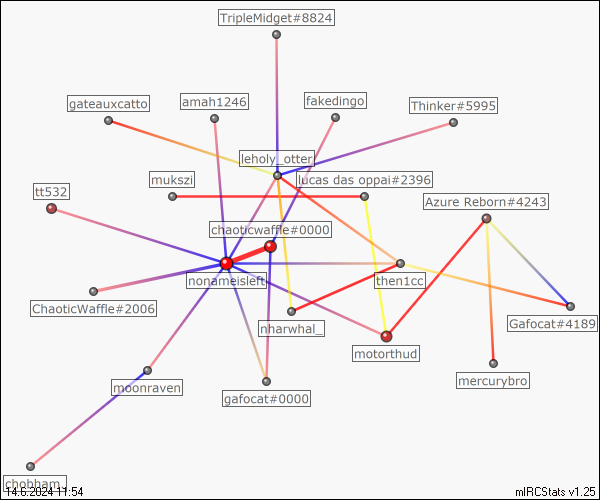 TripleMidget#8824
gateauxcatto
amah1246
fakedingo
Thinker#5995
leholy_otter
mukszi
lucas das oppai#2396
tt532
Azure Reborn#4243
chaoticwaffle#0000
nonameisleft
then1cc
ChaoticWaffle#2006
nharwhal_
Gafocat#4189
motorthud
moonraven
mercurybro
gafocat#0000
chobham_
14.6.2024 11:54
mIRCStats v1.25